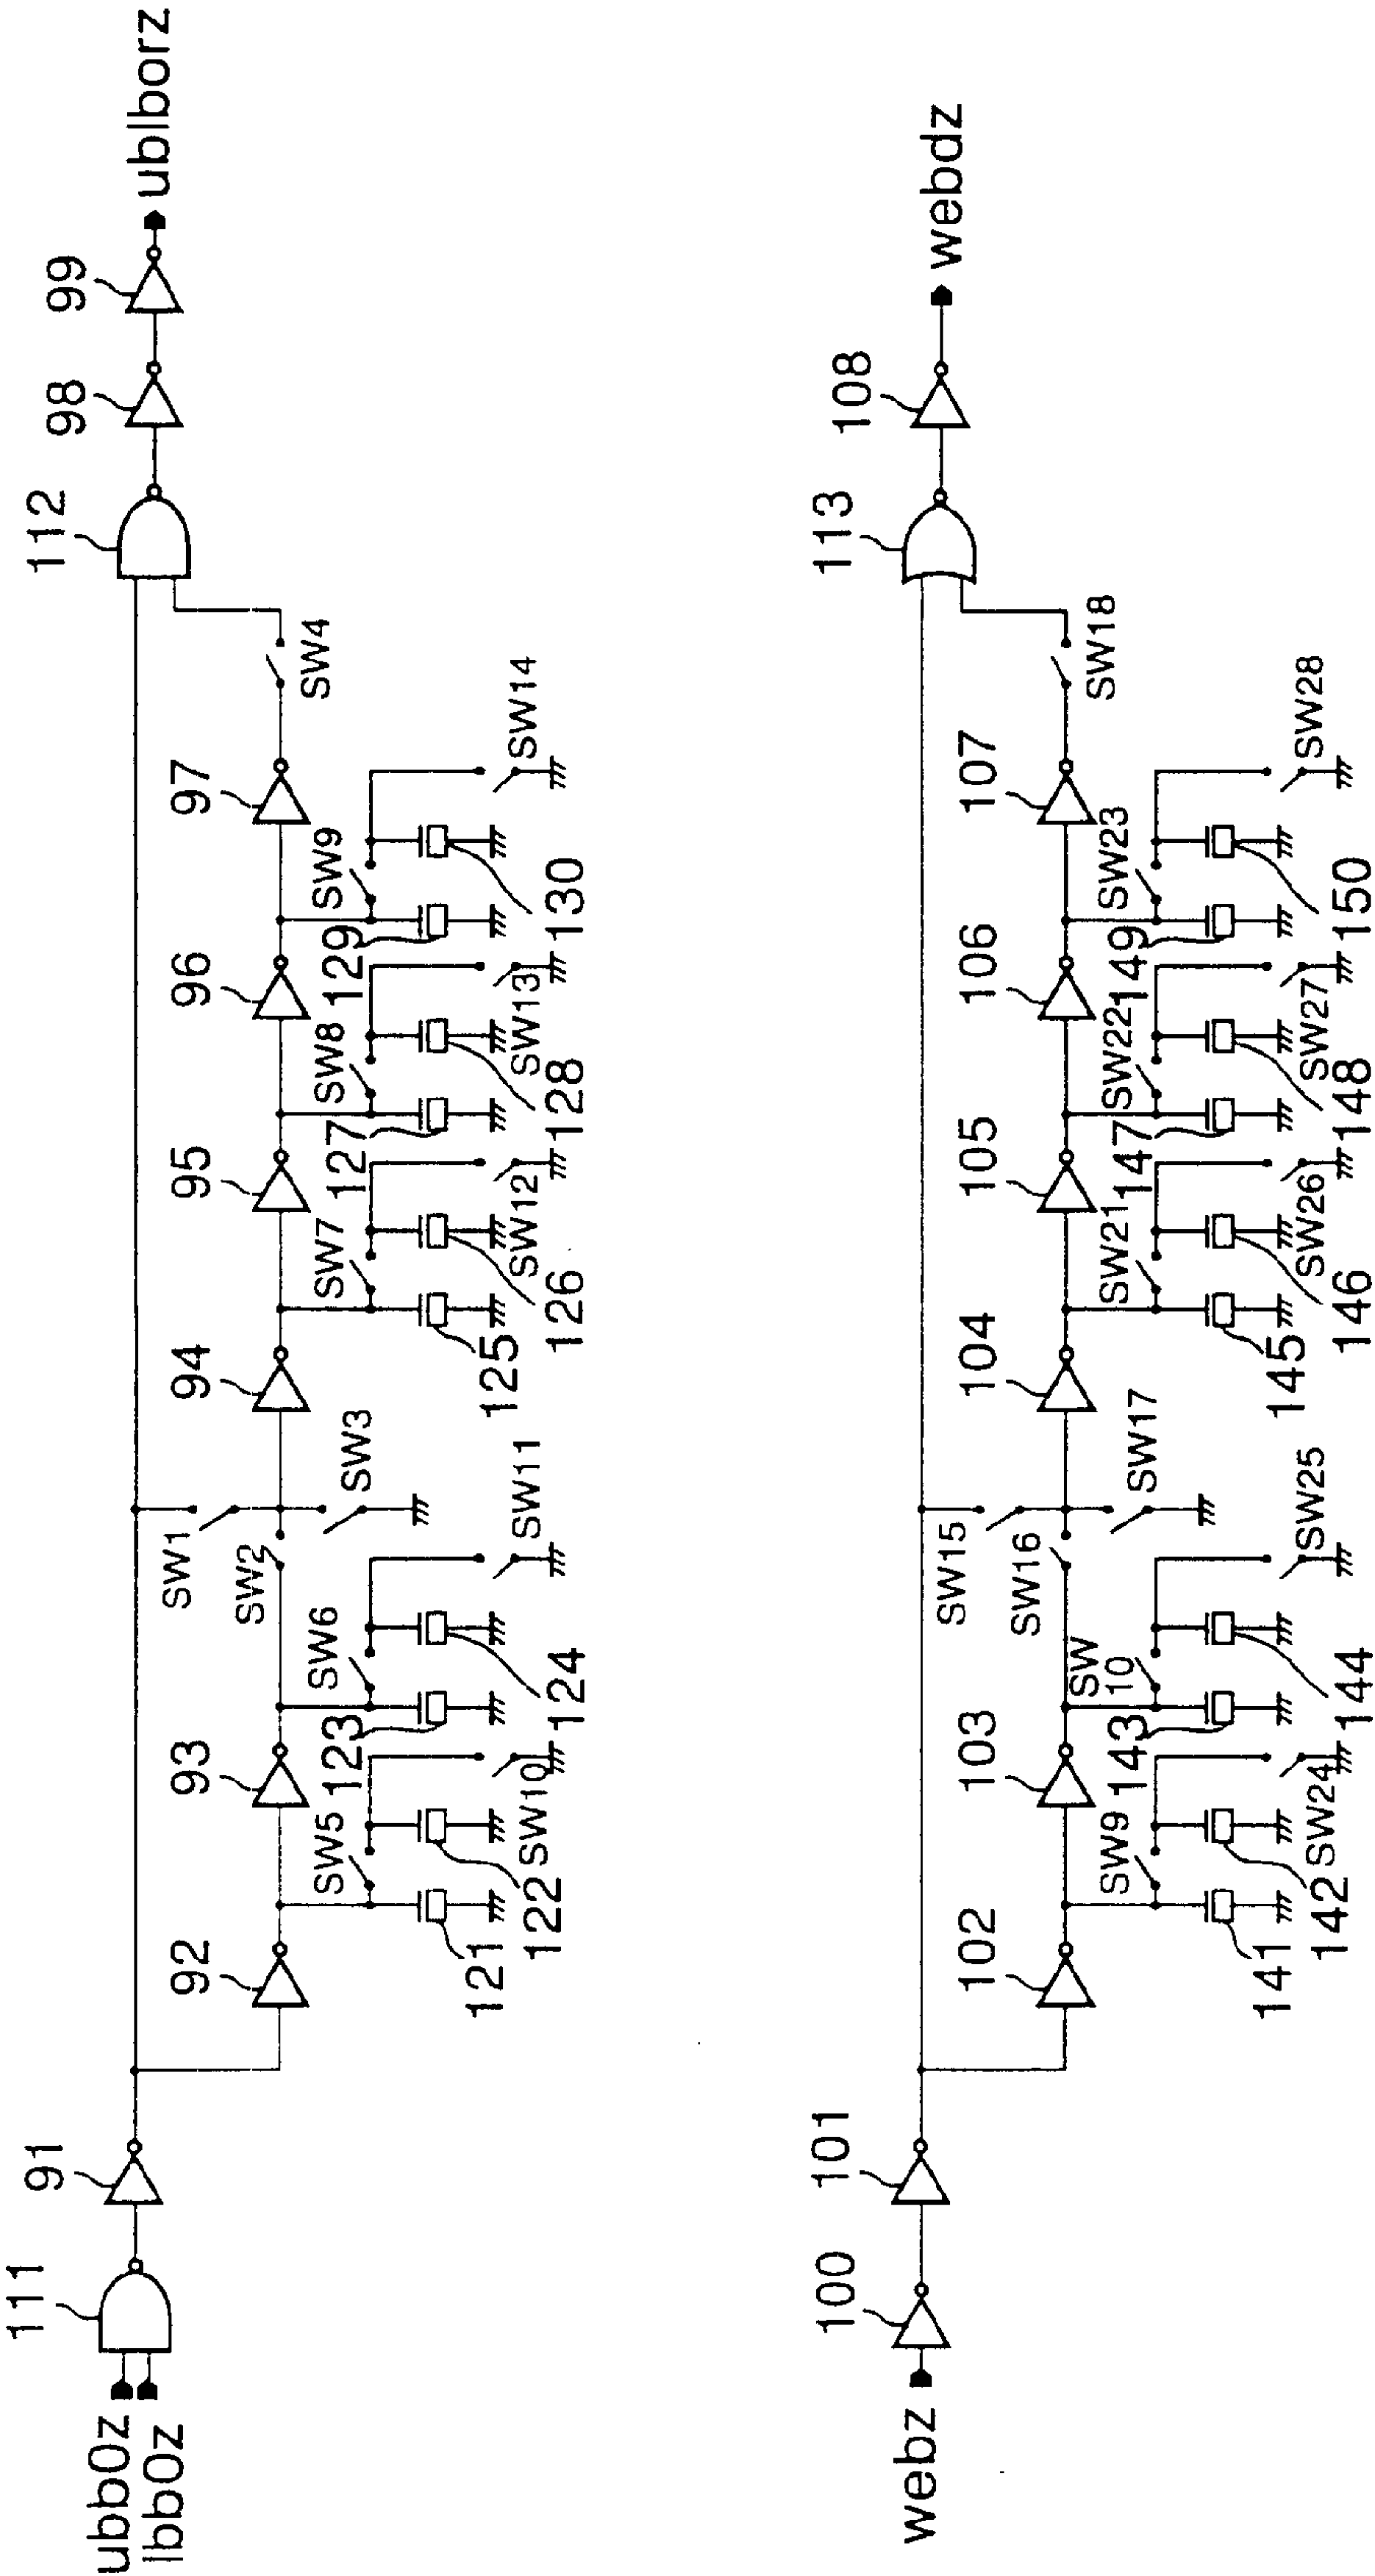 ubb0z
lbb0z
111
91
92
93
94
95
96
97
112
98
99
ublborz
SW1
SW2
SW3
SW4
SW5
SW6
SW7
SW8
SW9
121
122
SW10
123
124
SW11
125
126
SW12
127
128
SW13
129
130
SW14
webz
100
101
102
103
104
105
106
107
113
108
webdz
SW15
SW16
SW17
SW18
SW9
SW
10
SW21
SW22
SW23
141
142
SW24
143
144
SW25
145
146
SW26
147
148
SW27
149
150
SW28